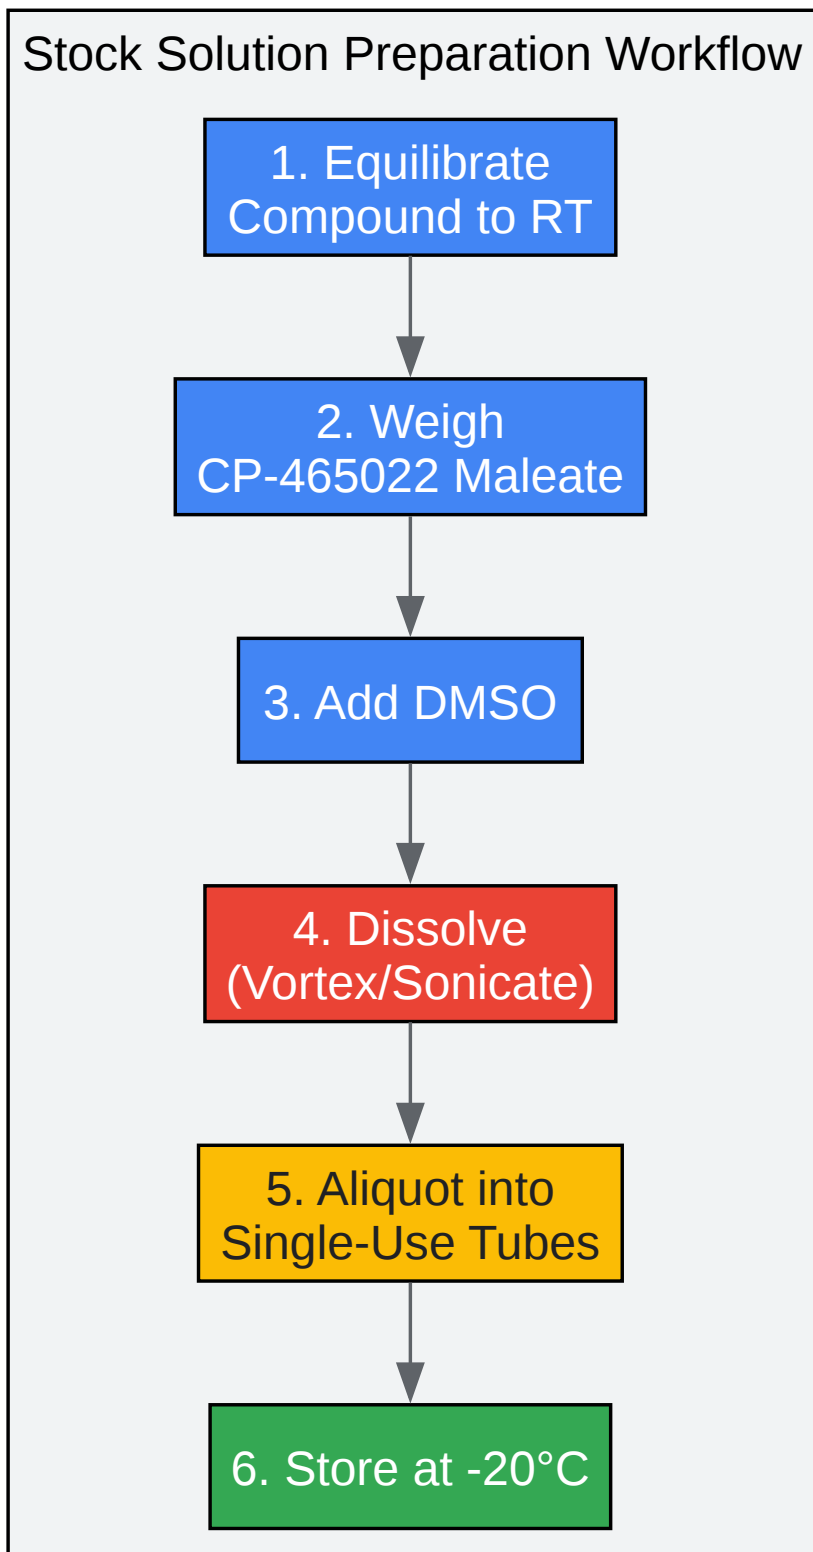 Stock Solution Preparation Workflow
1. Equilibrate
Compound to RT
2. Weigh
CP-465022 Maleate
3. Add DMSO
4. Dissolve
(Vortex/Sonicate)
5. Aliquot into
Single-Use Tubes
6. Store at -20°C